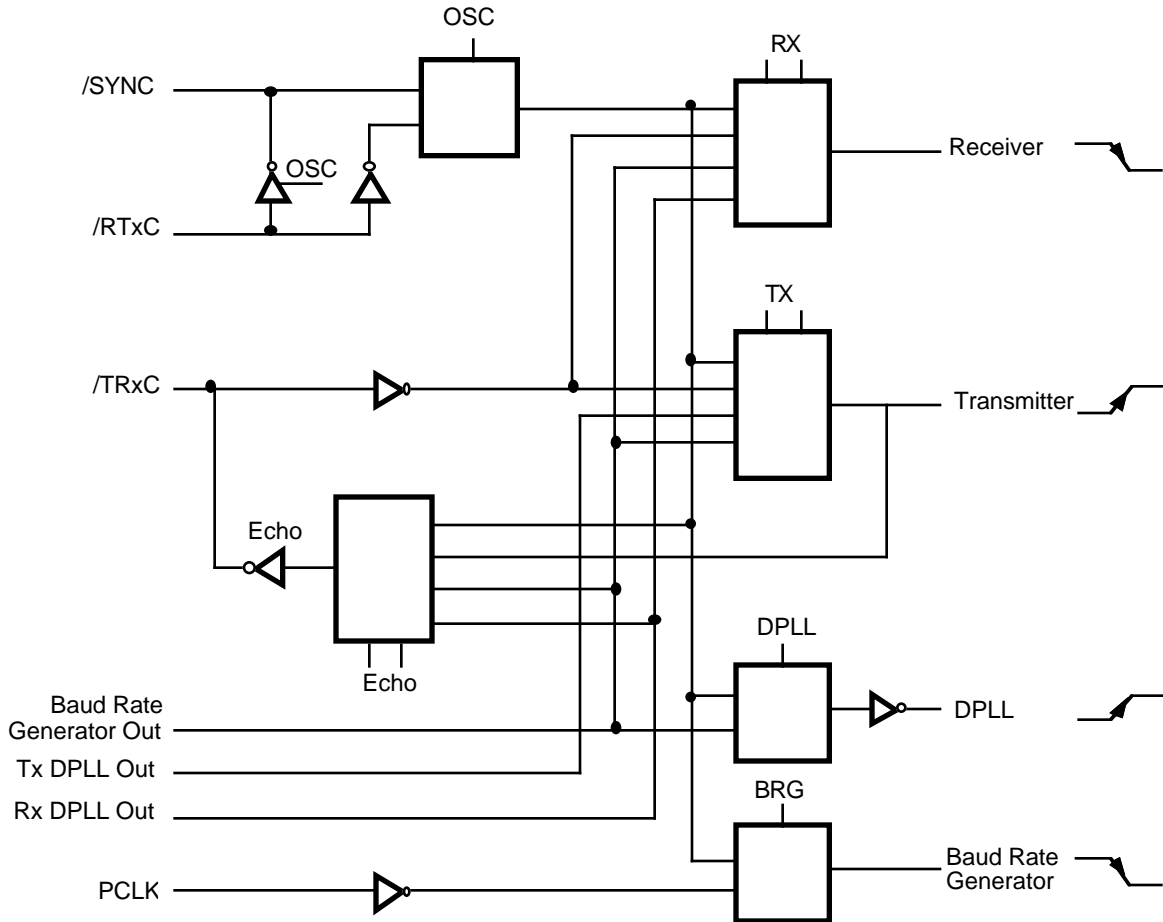 OSC
RX
/SYNC
Receiver
OSC
/RTxC
TX
/TRxC
Transmitter
Echo
DPLL
Echo
Baud Rate
Generator Out
DPLL
Tx DPLL Out
BRG
Rx DPLL Out
Baud Rate
Generator
PCLK